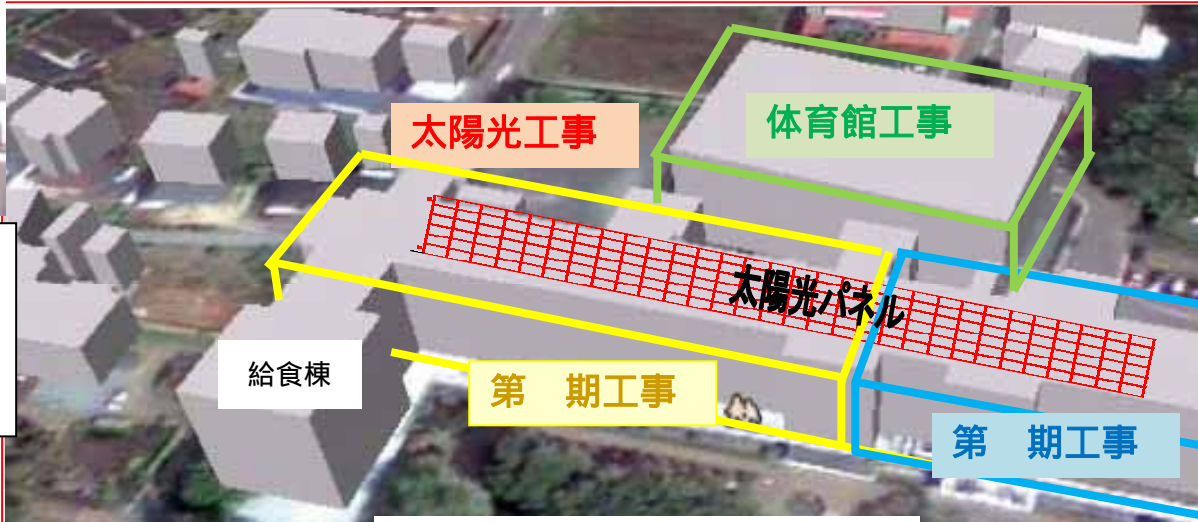 太陽光工事
体育館工事
太陽光パネル
給食棟
第　期工事
第　期工事